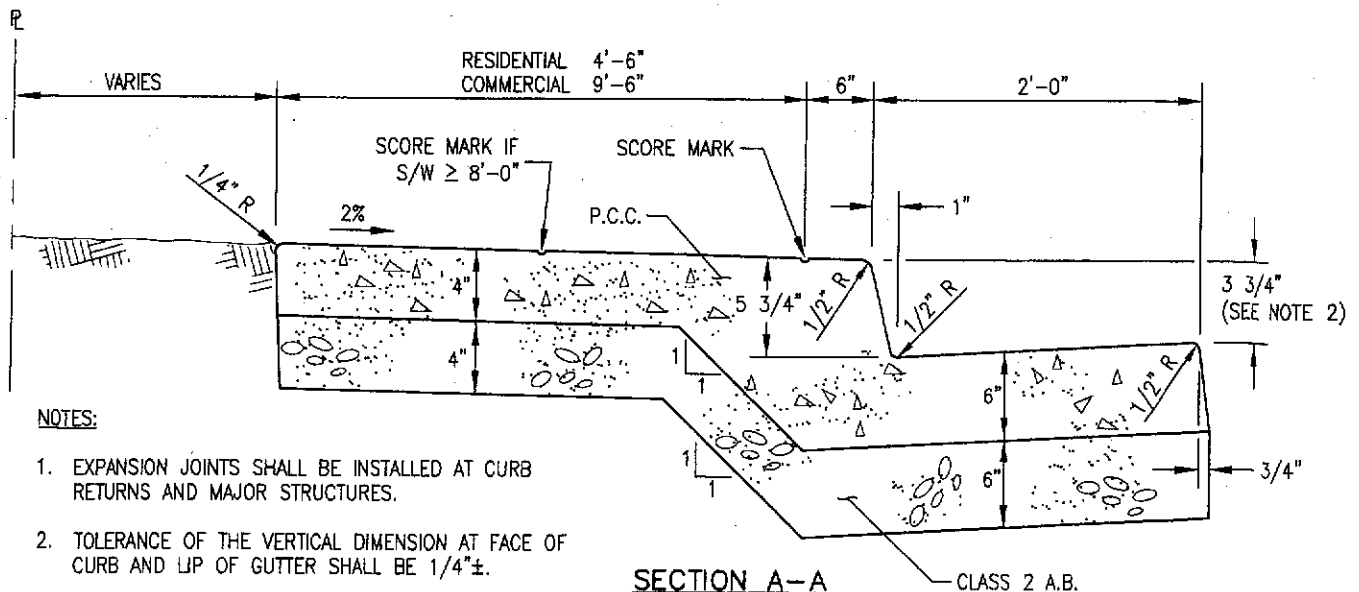 PL
VARIES
RESIDENTIAL 4'-6"
COMMERCIAL 9'-6"
6"
2'-0"
SCORE MARK IF
S/W ≥ 8'-0"
SCORE MARK
1/4" R
2%
P.C.C.
1"
4"
5 3/4"
1/2" R
1/2" R
3 3/4"
(SEE NOTE 2)
4"
1
1
6"
1/2" R
1
1
6"
3/4"
NOTES:
1. EXPANSION JOINTS SHALL BE INSTALLED AT CURB
RETURNS AND MAJOR STRUCTURES.
2. TOLERANCE OF THE VERTICAL DIMENSION AT FACE OF
CURB AND LIP OF GUTTER SHALL BE 1/4"±.
SECTION A-A
CLASS 2 A.B.